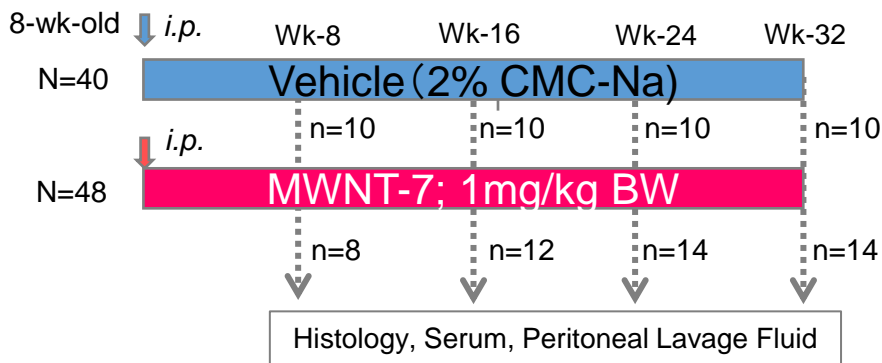 8-wk-old i.p. Wk-8 Wk-16 Wk-24 Wk-32
N=40 Vehicle（2% CMC-Na)
n=10 n=10 n=10 n=10
i.p.
N=48 MWNT-7; 1mg/kg BW
n=8 n=12 n=14 n=14
Histology, Serum, Peritoneal Lavage Fluid